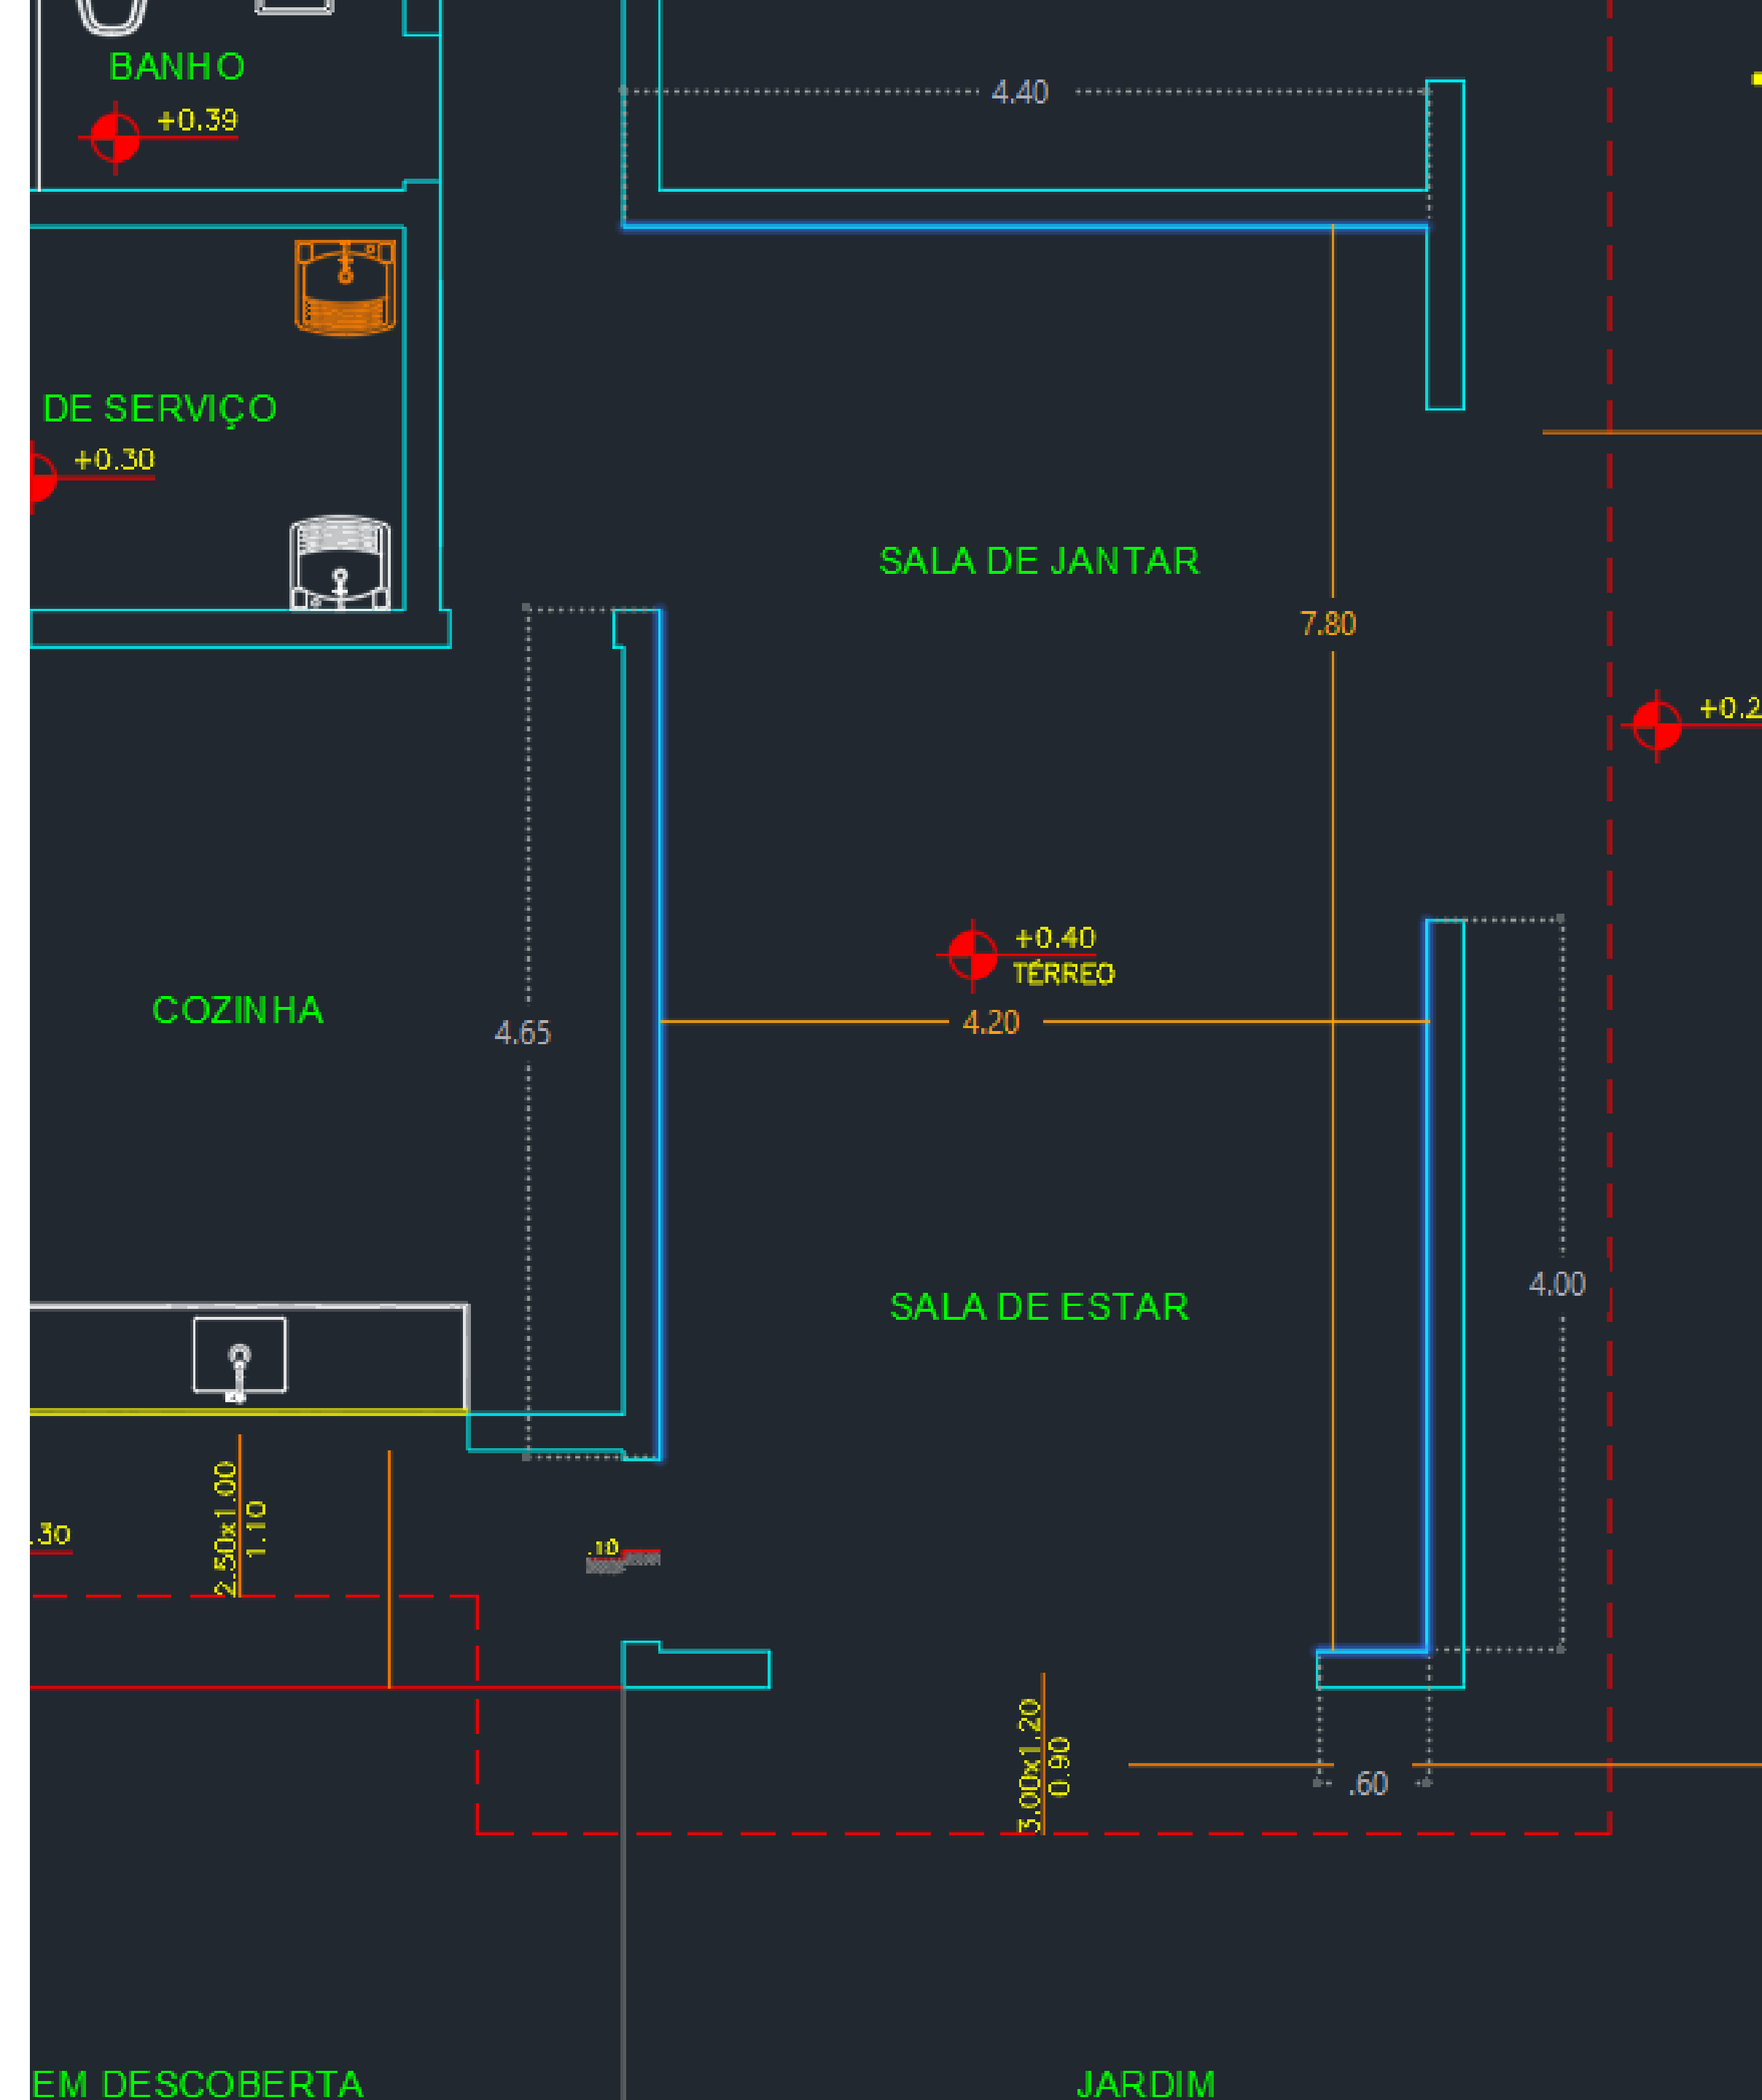 BANHO
+0.39
4.40
DE SERVIÇO
+0.30
SALA DE JANTAR
7.80
+0.2
+0.40
TÉRREO
4.20
COZINHA
4.65
SALA DE ESTAR
4.00
2.50x1.00
1.10
.30
.10
3.00x1.20
0.90
.60
EM DESCOBERTA
JARDIM